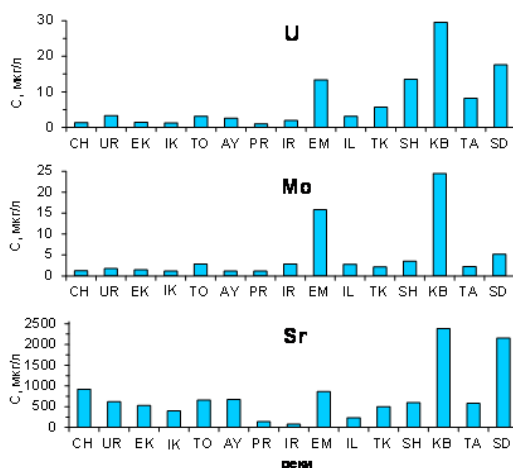 U
С, мкг/л
30
20
10
0
CH UR EK IK TO AY PR IR EM IL TK SH KB TA SD
Mo
С, мкг/л
25
20
15
10
5
0
CH UR EK IK TO AY PR IR EM IL TK SH KB TA SD
Sr
С, мкг/л
2500
2000
1500
1000
500
0
CH UR EK IK TO AY PR IR EM IL TK SH KB TA SD
реки